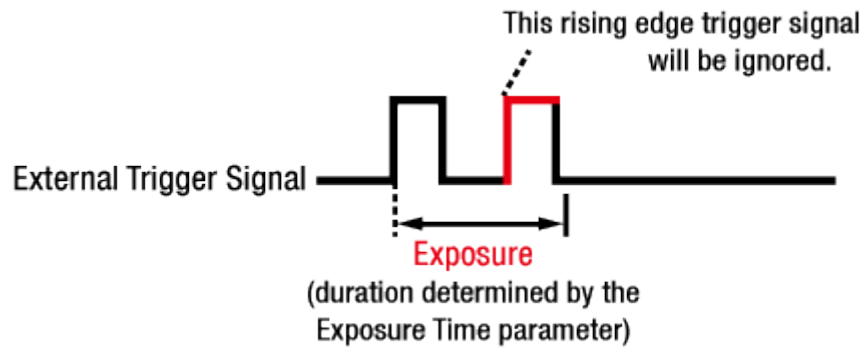 This rising edge trigger signal
will be ignored.
External Trigger Signal
Exposure
(duration determined by the
Exposure Time parameter)